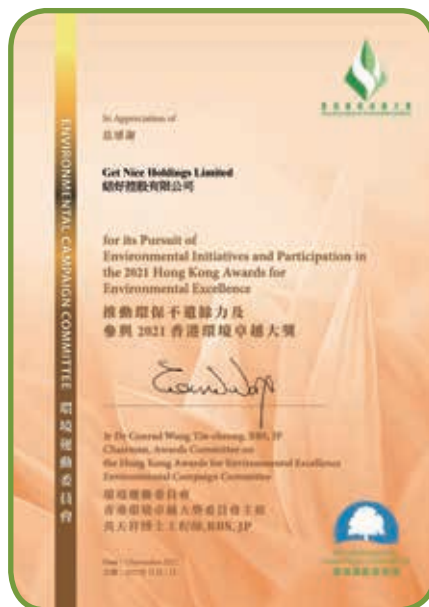 In Appreciation of
並感謝
Get Nice Holdings Limited
結好控股有限公司
for its Pursuit of
Environmental Initiatives and Participation in
the 2021 Hong Kong Awards for
Environmental Excellence
推動環保不遺餘力及
參與 2021 香港環境卓越大獎
Ir Dr Conrad Wong Tin-cheung, BBS, JP
Chairman, Awards Committee on
the Hong Kong Awards for Environmental Excellence
Environmental Campaign Committee
環境運動委員會
香港環境卓越大獎委員會主席
黃天祥博士工程師, BBS, JP
ENVIRONMENTAL CAMPAIGN COMMITTEE 環境運動委員會